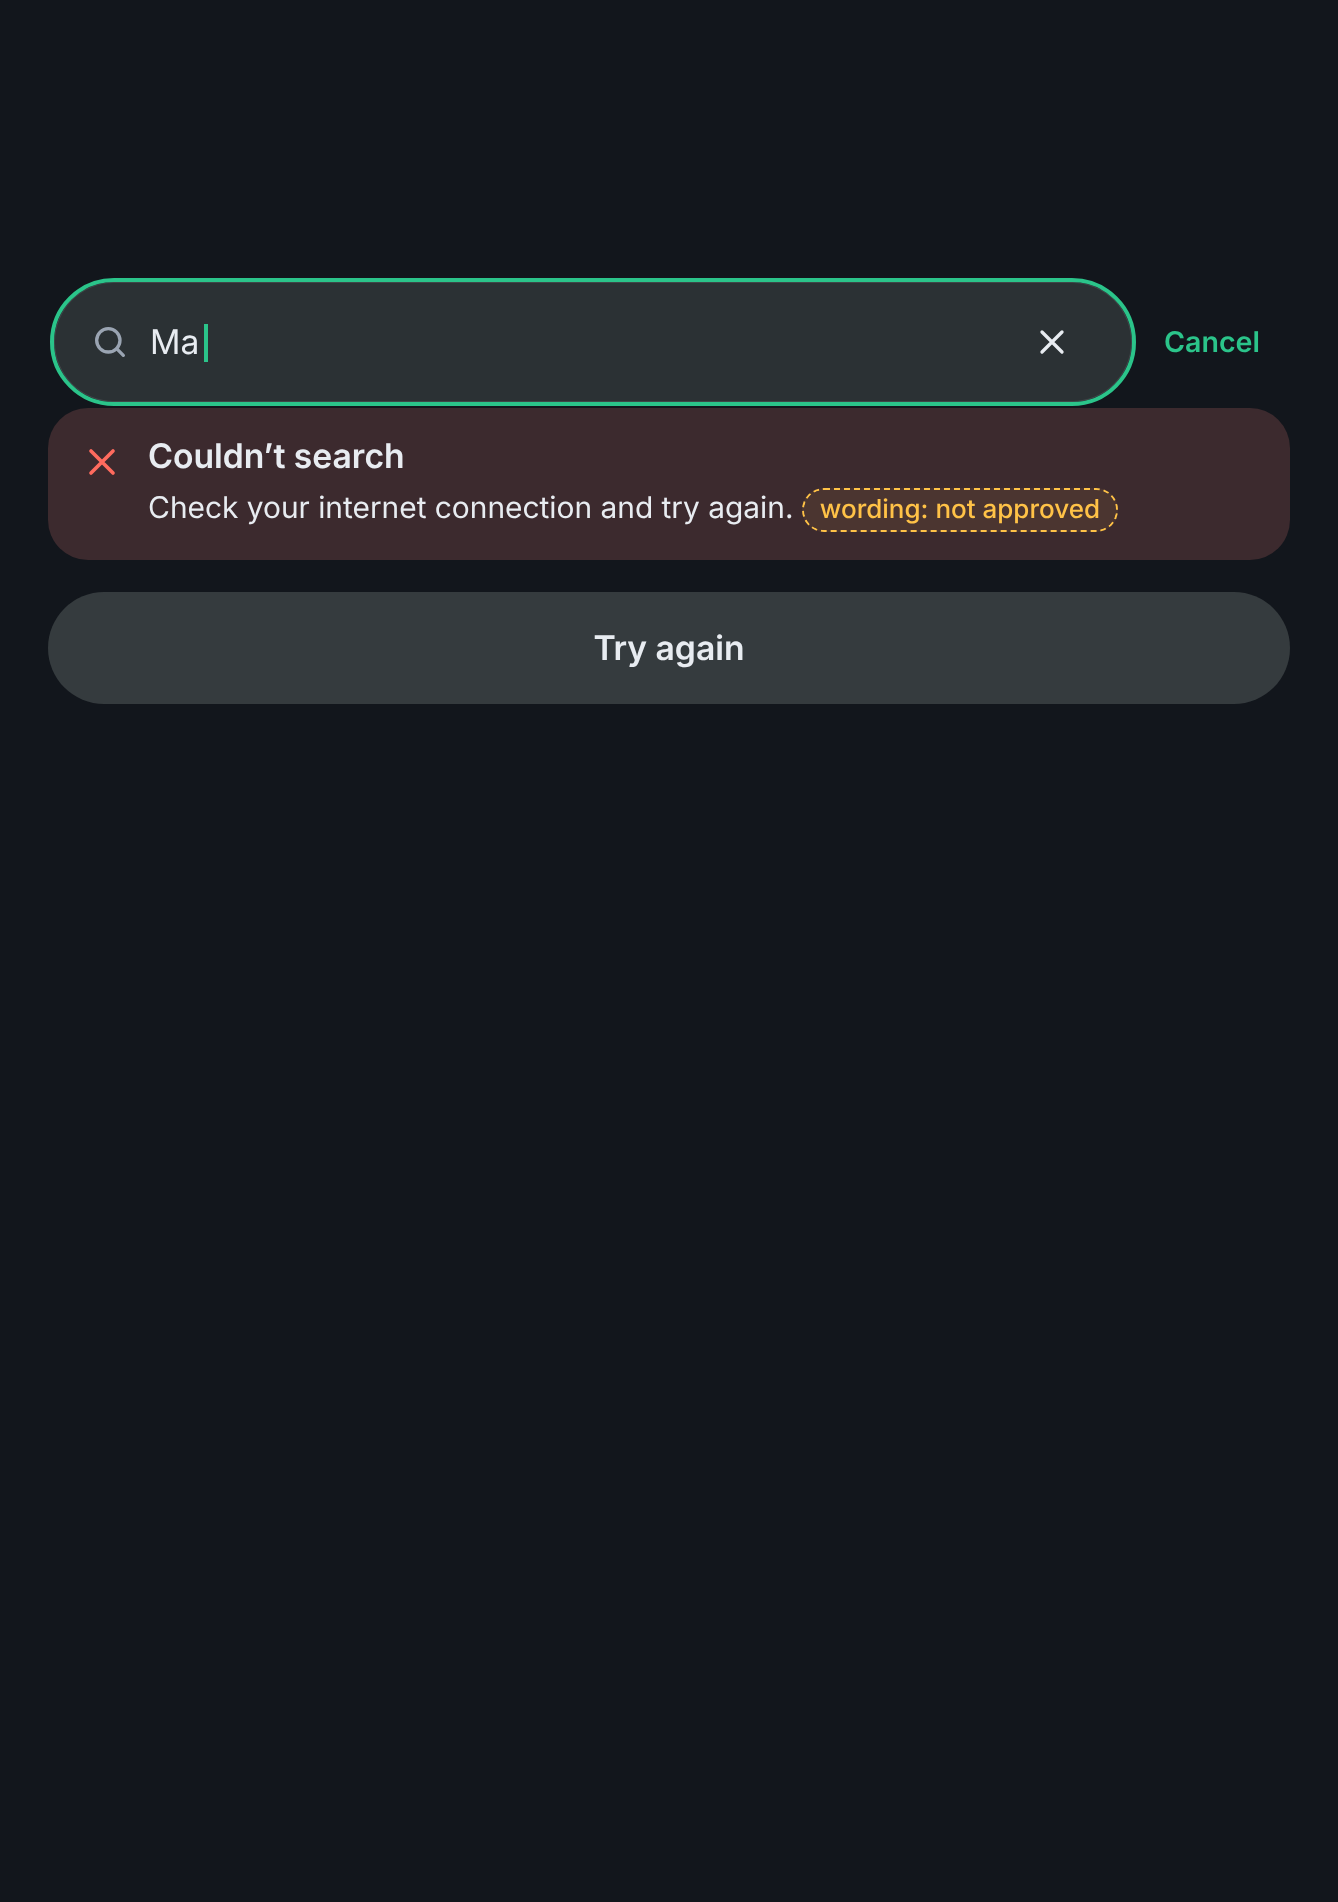 Ma
Cancel
Couldn’t search
Check your internet connection and try again. wording: not approved
Try again